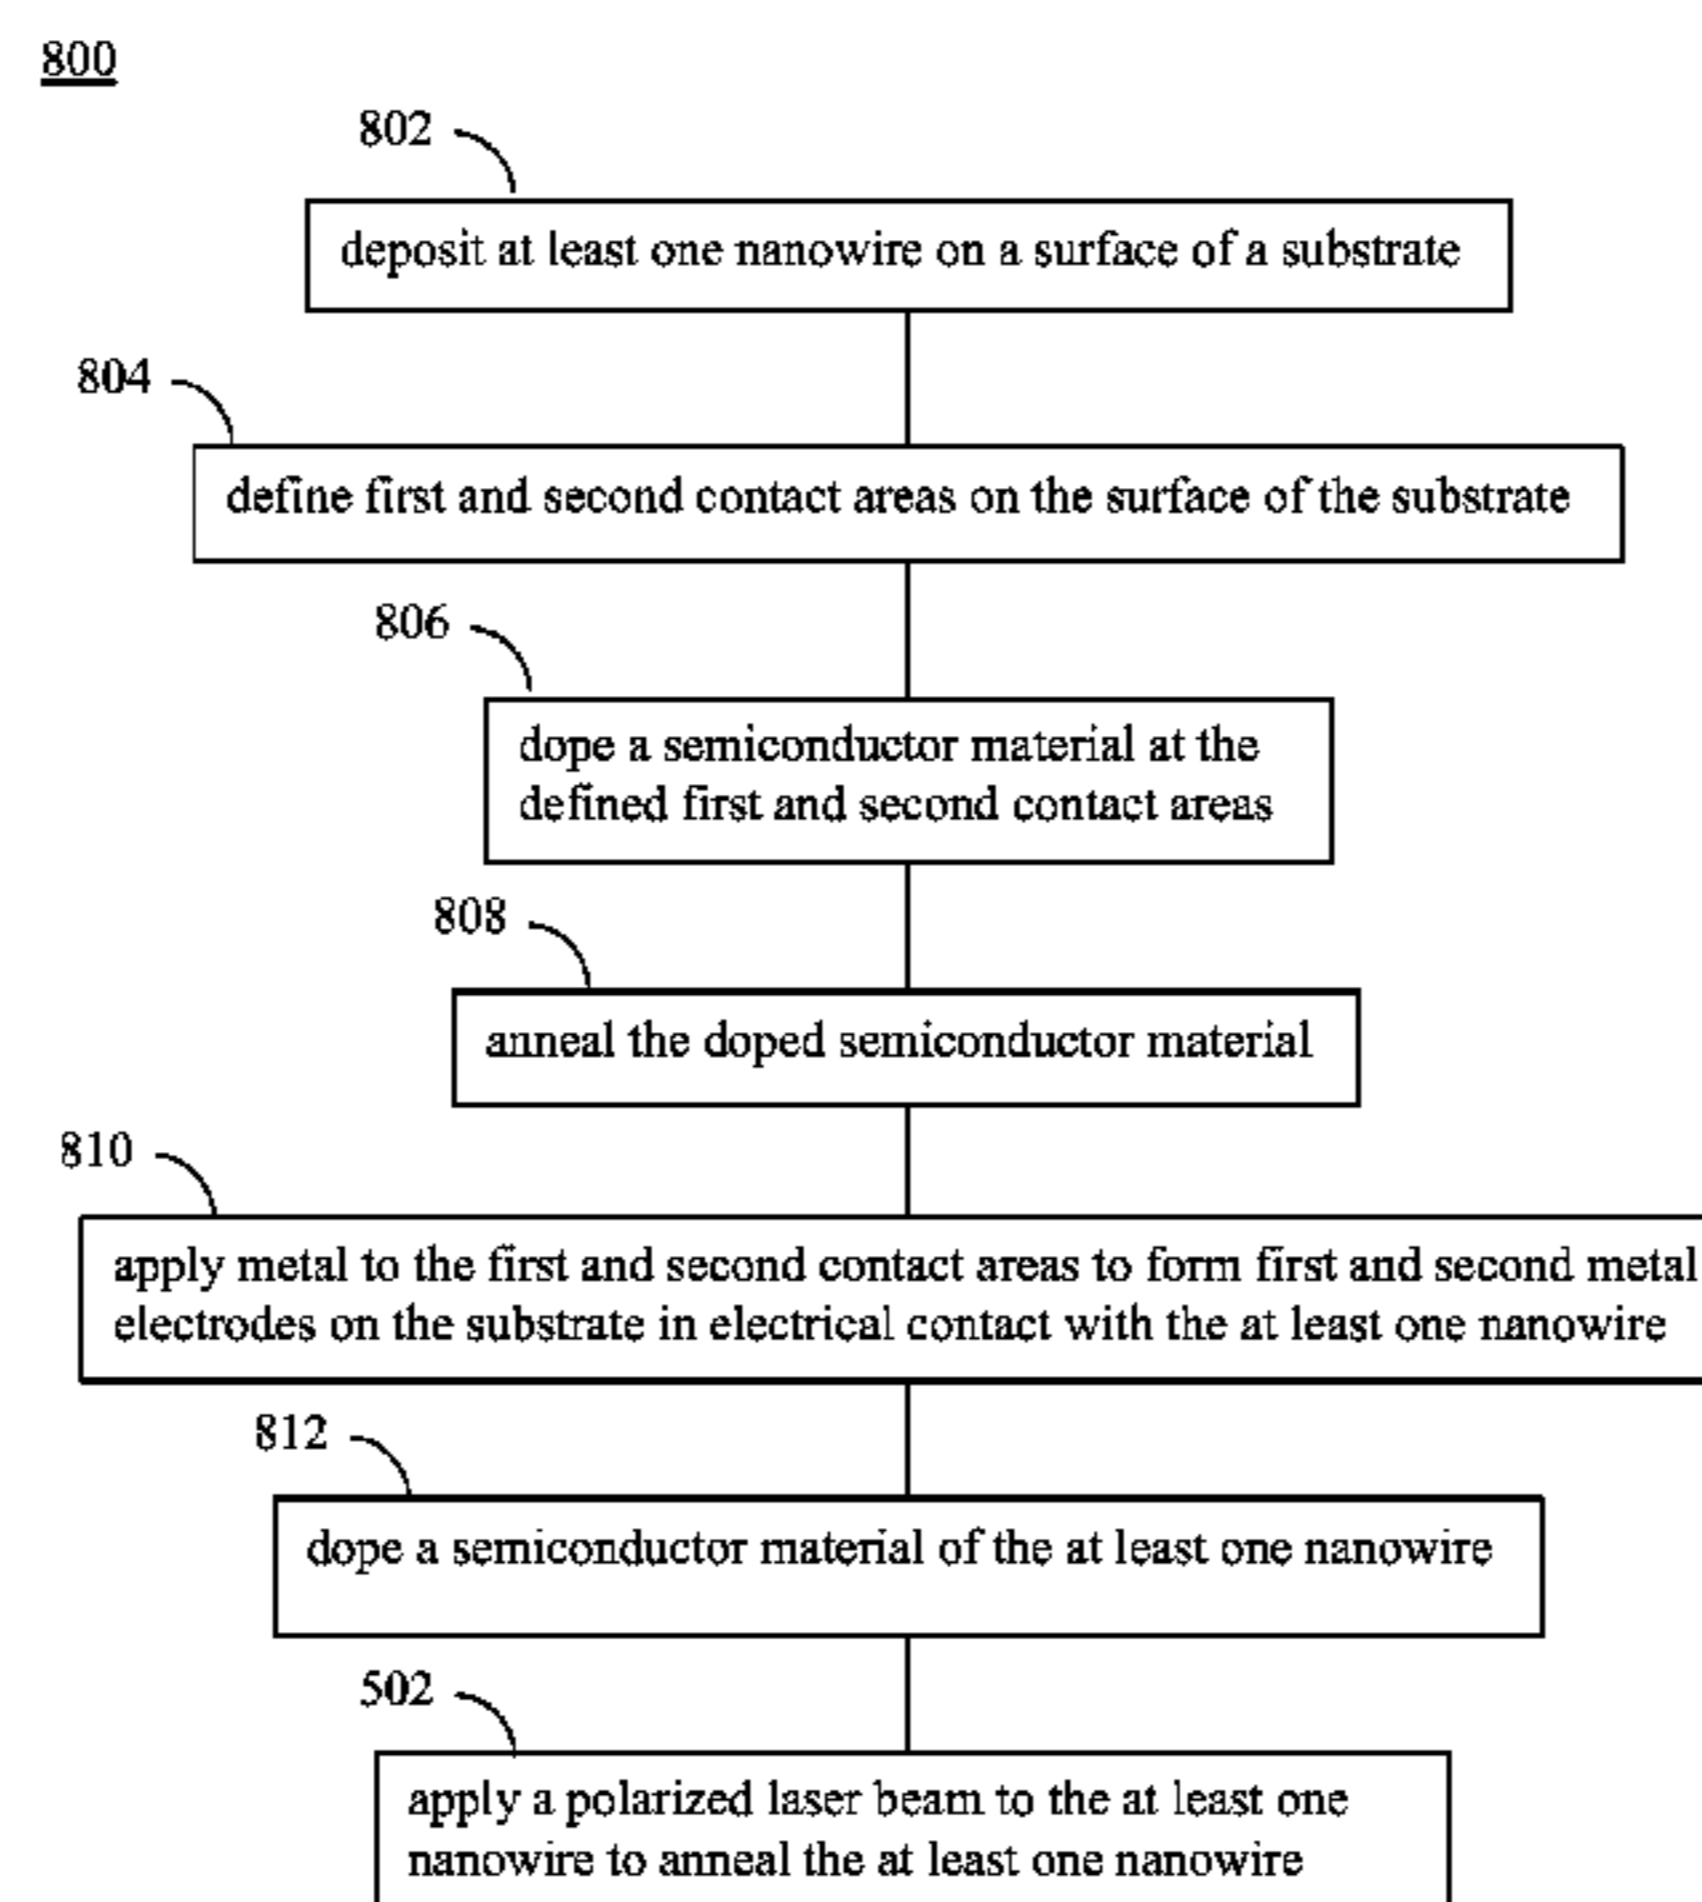 800
802
deposit at least one nanowire on a surface of a substrate
804
define first and second contact areas on the surface of the substrate
806
dope a semiconductor material at the
defined first and second contact areas
808
anneal the doped semiconductor material
810
apply metal to the first and second contact areas to form first and second metal
electrodes on the substrate in electrical contact with the at least one nanowire
812
dope a semiconductor material of the at least one nanowire
502
apply a polarized laser beam to the at least one
nanowire to anneal the at least one nanowire